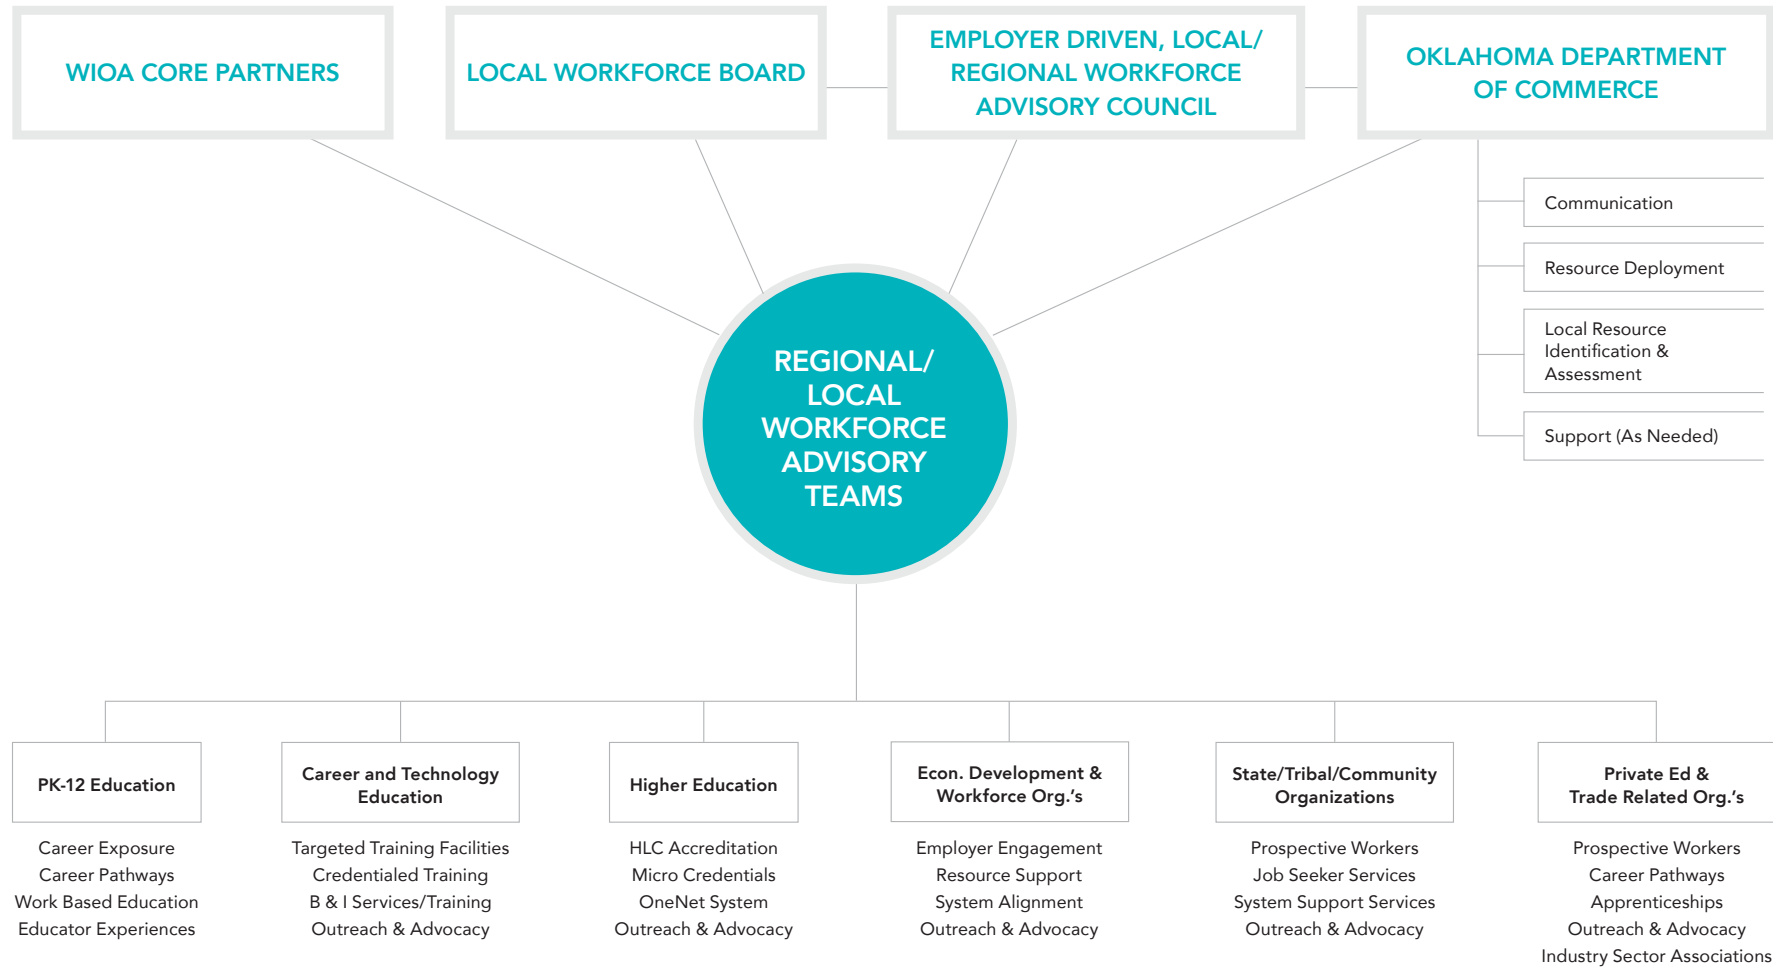 WIOA CORE PARTNERS
LOCAL WORKFORCE BOARD
EMPLOYER DRIVEN, LOCAL/
REGIONAL WORKFORCE
ADVISORY COUNCIL
OKLAHOMA DEPARTMENT
OF COMMERCE
Communication
Resource Deployment
Local Resource
Identification &
Assessment
Support (As Needed)
REGIONAL/
LOCAL
WORKFORCE
ADVISORY
TEAMS
PK-12 Education
Career Exposure
Career Pathways
Work Based Education
Educator Experiences
Career and Technology
Education
Targeted Training Facilities
Credentialed Training
B & I Services/Training
Outreach & Advocacy
Higher Education
HLC Accreditation
Micro Credentials
OneNet System
Outreach & Advocacy
Econ. Development &
Workforce Org.'s
Employer Engagement
Resource Support
System Alignment
Outreach & Advocacy
State/Tribal/Community
Organizations
Prospective Workers
Job Seeker Services
System Support Services
Outreach & Advocacy
Private Ed &
Trade Related Org.'s
Prospective Workers
Career Pathways
Apprenticeships
Outreach & Advocacy
Industry Sector Associations